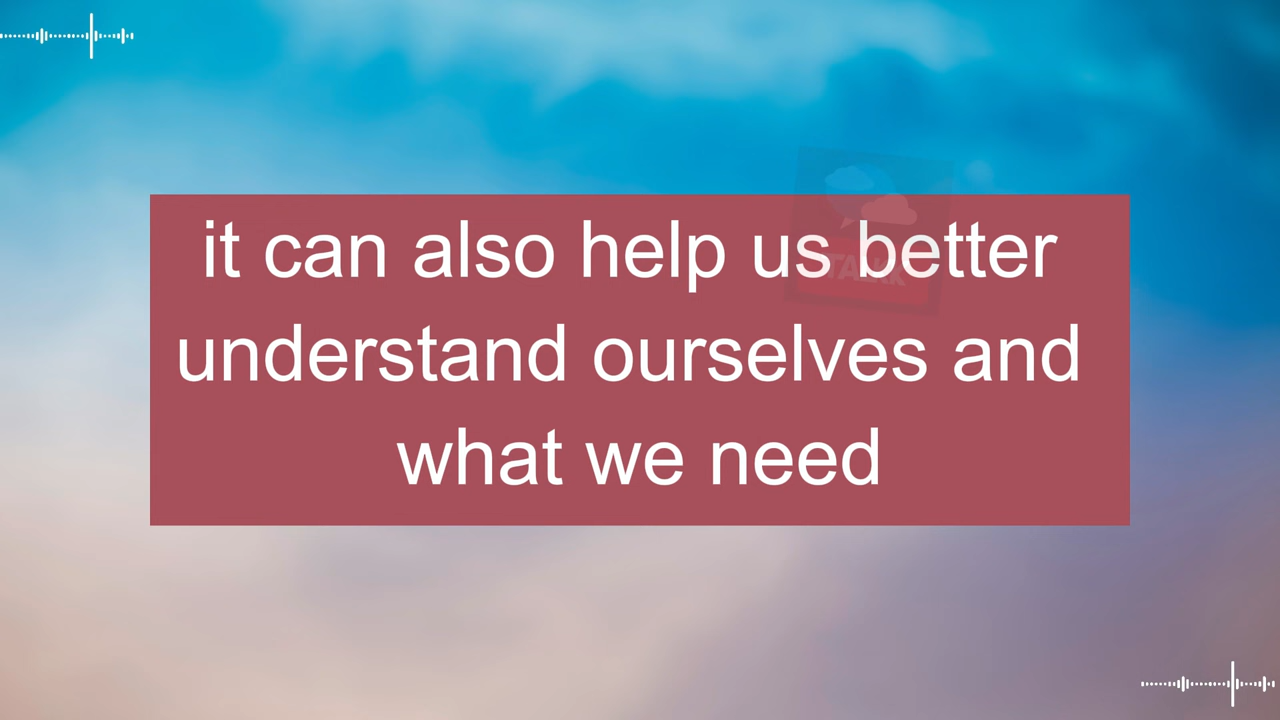 it can also help us better
understand ourselves and
what we need